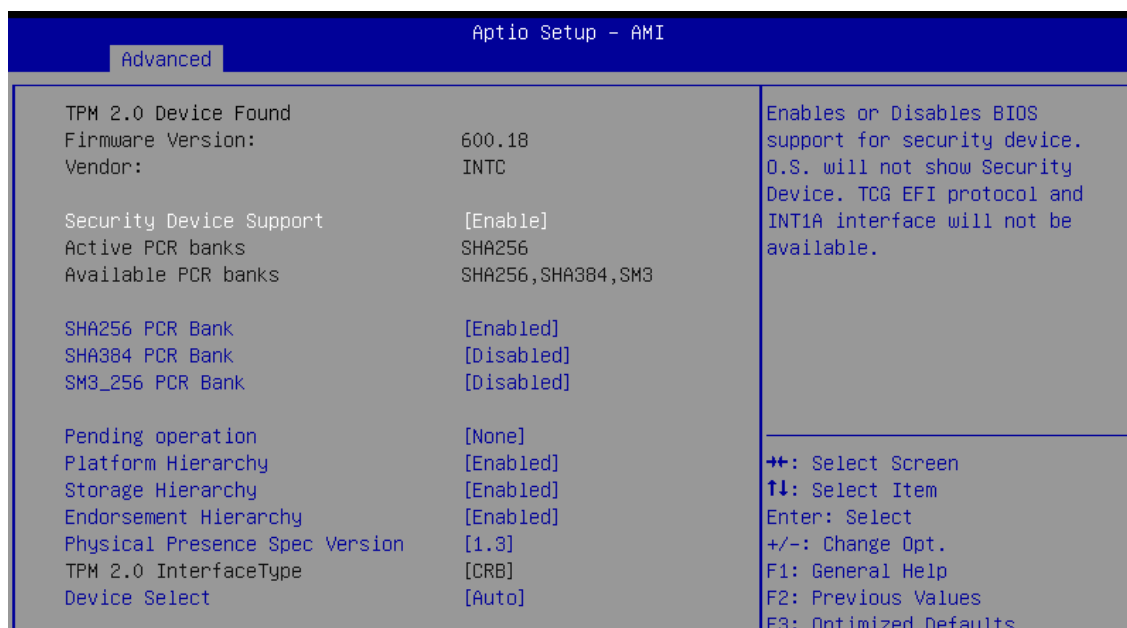 Aptio Setup – AMI
Advanced
TPM 2.0 Device Found
Firmware Version: 600.18
Vendor: INTC
Security Device Support [Enable]
Active PCR banks SHA256
Available PCR banks SHA256,SHA384,SM3
SHA256 PCR Bank [Enabled]
SHA384 PCR Bank [Disabled]
SM3_256 PCR Bank [Disabled]
Pending operation [None]
Platform Hierarchy [Enabled]
Storage Hierarchy [Enabled]
Endorsement Hierarchy [Enabled]
Physical Presence Spec Version [1.3]
TPM 2.0 InterfaceType [CRB]
Device Select [Auto]
Enables or Disables BIOS
support for security device.
O.S. will not show Security
Device. TCG EFI protocol and
INT1A interface will not be
available.
→←: Select Screen
↑↓: Select Item
Enter: Select
+/-: Change Opt.
F1: General Help
F2: Previous Values
F3: Optimized Defaults